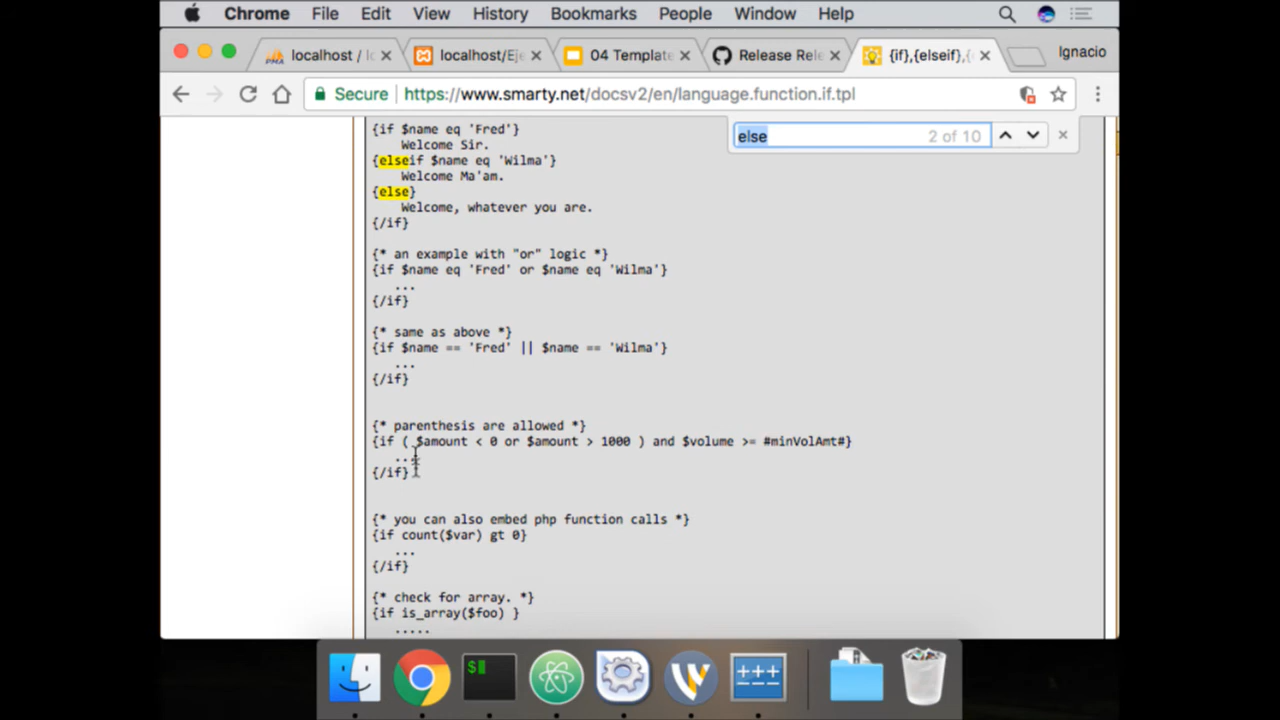 Chrome File Edit View History Bookmarks People Window Help
localhost / lo
localhost/Eje
04 Template
Release Rele
{if},{elseif},{
Ignacio
Secure https://www.smarty.net/docsv2/en/language.function.if.tpl
else 2 of 10
{if $name eq 'Fred'}
Welcome Sir.
{elseif $name eq 'Wilma'}
Welcome Ma'am.
{else}
Welcome, whatever you are.
{/if}
{* an example with "or" logic *}
{if $name eq 'Fred' or $name eq 'Wilma'}
...
{/if}
{* same as above *}
{if $name == 'Fred' || $name == 'Wilma'}
...
{/if}
{* parenthesis are allowed *}
{if ( $amount < 0 or $amount > 1000 ) and $volume >= #minVolAmt#}
...
{/if}
{* you can also embed php function calls *}
{if count($var) gt 0}
...
{/if}
{* check for array. *}
{if is_array($foo) }
.....